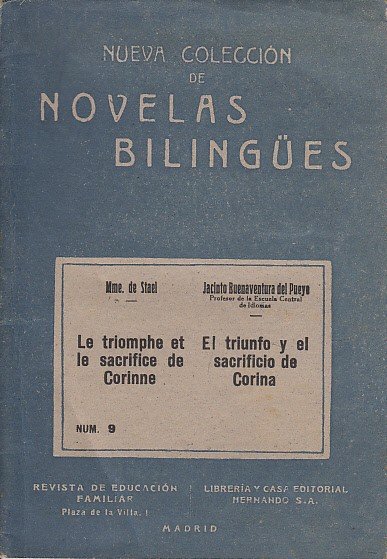 NUEVA COLECCIÓN
DE
NOVELAS
BILINGÜES
Mme. de Stael
Le triomphe et
le sacrifice de
Corinne
NUM. 9
Jacinto Buenaventura del Pueyo
Profesor de la Escuela Central
de Idiomas
El triunfo y el
sacrificio de
Corina
REVISTA DE EDUCACIÓN
FAMILIAR
Plaza de la Villa, 1
LIBRERÍA Y CASA EDITORIAL
HERNANDO S.A.
MADRID